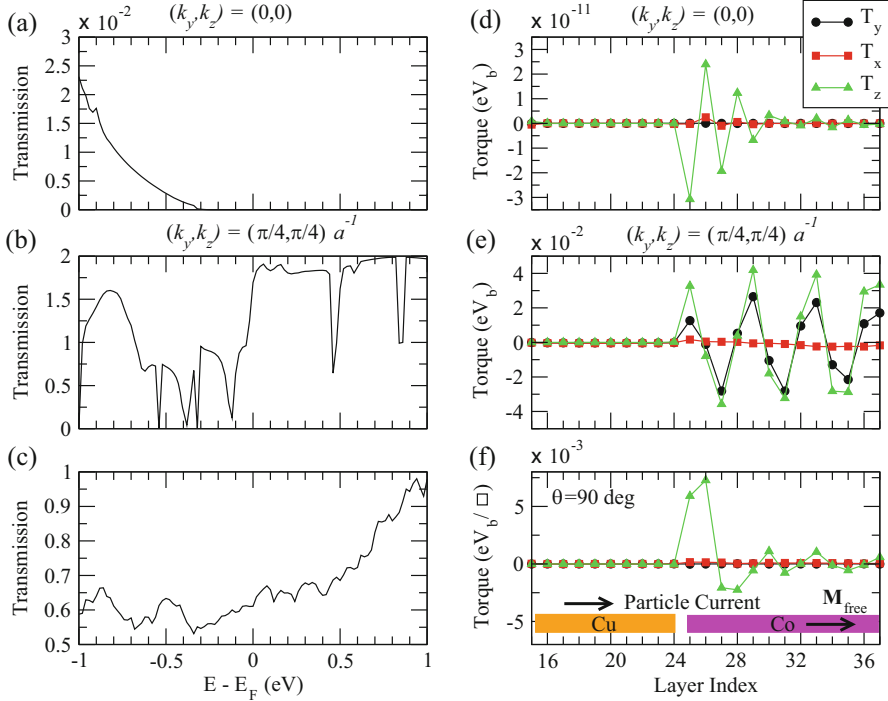 (a)
x 10⁻²
(k_y,k_z) = (0,0)
3
2.5
2
1.5
1
0.5
0
Transmission
(b)
(k_y,k_z) = (π/4,π/4) a⁻¹
2
1.5
1
0.5
0
Transmission
(c)
1
0.9
0.8
0.7
0.6
0.5
Transmission
-1
-0.5
0
0.5
1
E - E_F (eV)
(d)
x 10⁻¹¹
(k_y,k_z) = (0,0)
T_y
T_x
T_z
3
1
0
-1
-3
Torque (eV_b)
(e)
x 10⁻²
(k_y,k_z) = (π/4,π/4) a⁻¹
4
2
0
-2
-4
Torque (eV_b)
(f)
x 10⁻³
θ=90 deg
5
0
-5
Torque (eV_b/ □)
Particle Current
M_free
Cu
Co
16
20
24
28
32
36
Layer Index